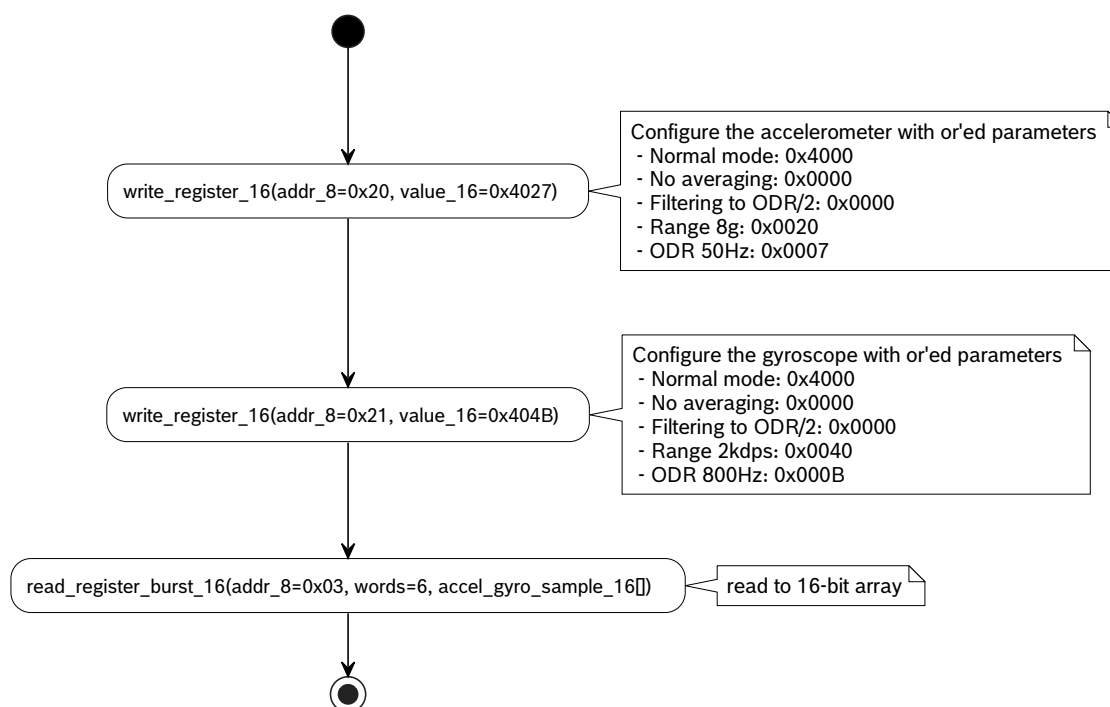 Configure the accelerometer with or'ed parameters
- Normal mode: 0x4000
- No averaging: 0x0000
- Filtering to ODR/2: 0x0000
- Range 8g: 0x0020
- ODR 50Hz: 0x0007
write_register_16(addr_8=0x20, value_16=0x4027)
Configure the gyroscope with or'ed parameters
- Normal mode: 0x4000
- No averaging: 0x0000
- Filtering to ODR/2: 0x0000
- Range 2kdps: 0x0040
- ODR 800Hz: 0x000B
write_register_16(addr_8=0x21, value_16=0x404B)
read_register_burst_16(addr_8=0x03, words=6, accel_gyro_sample_16[])
read to 16-bit array